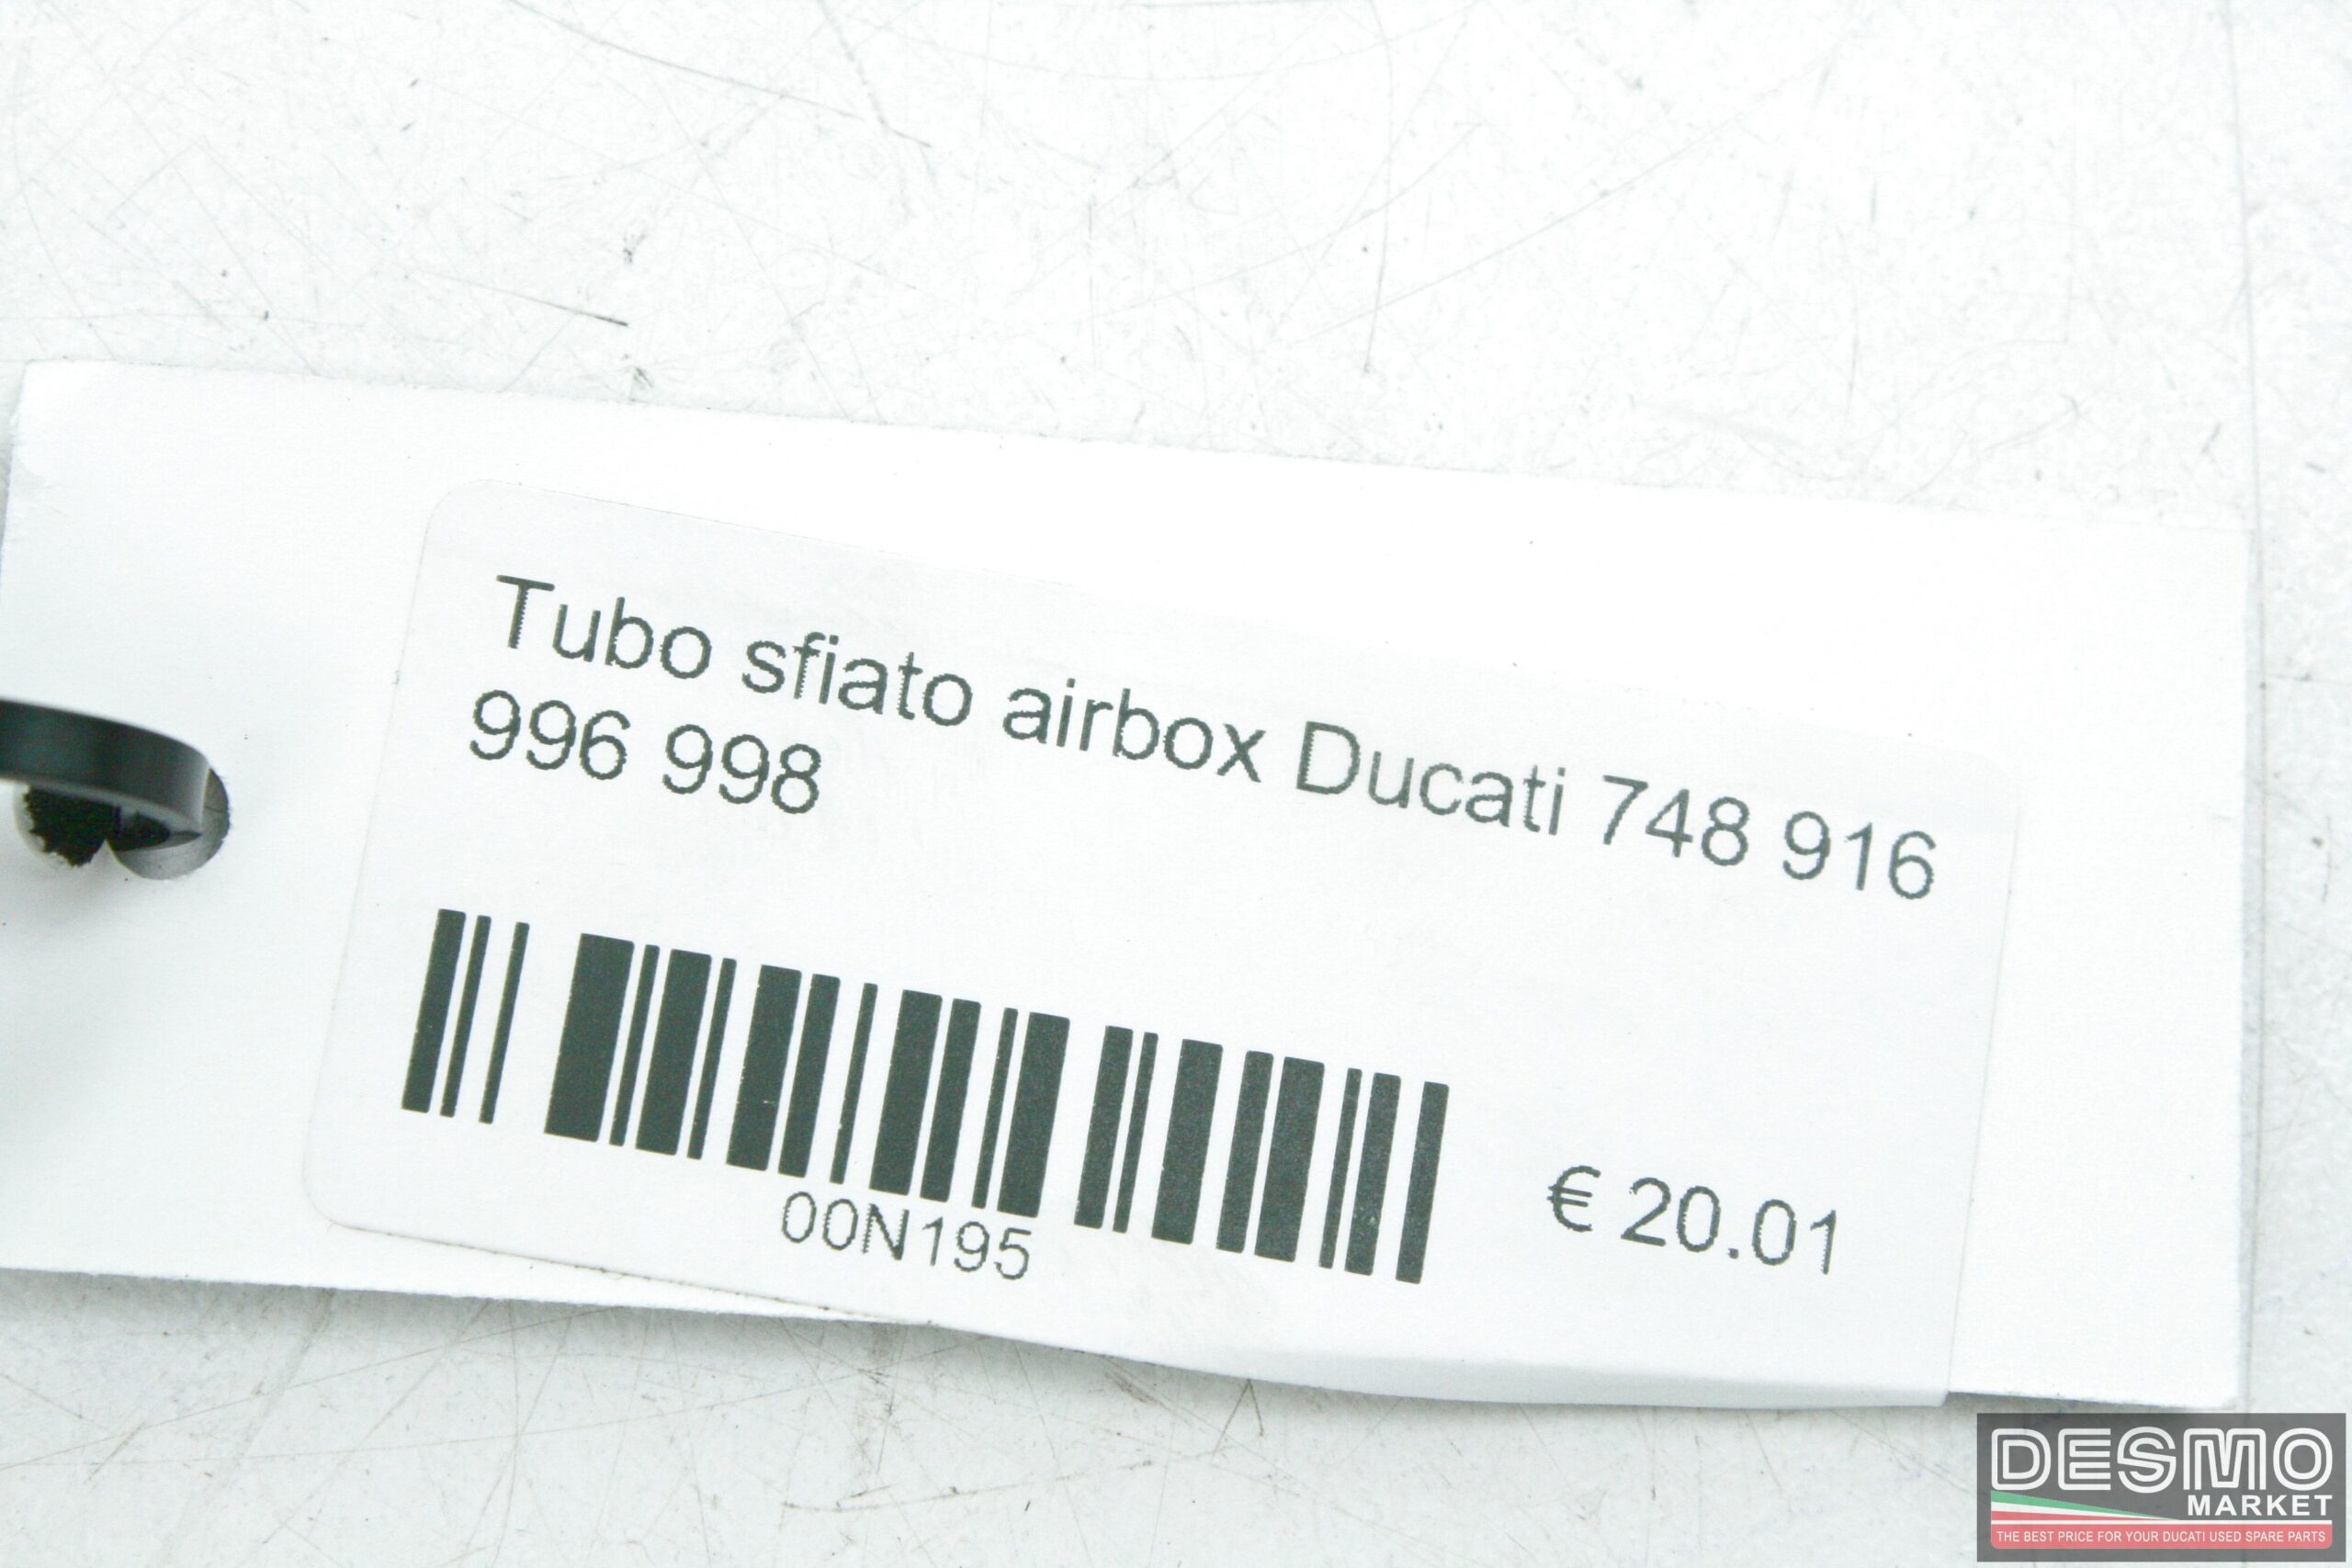 Tubo sfiato airbox Ducati 748 916
996 998
00N195
€ 20.01
DESMO
MARKET
THE BEST PRICE FOR YOUR DUCATI USED SPARE PARTS